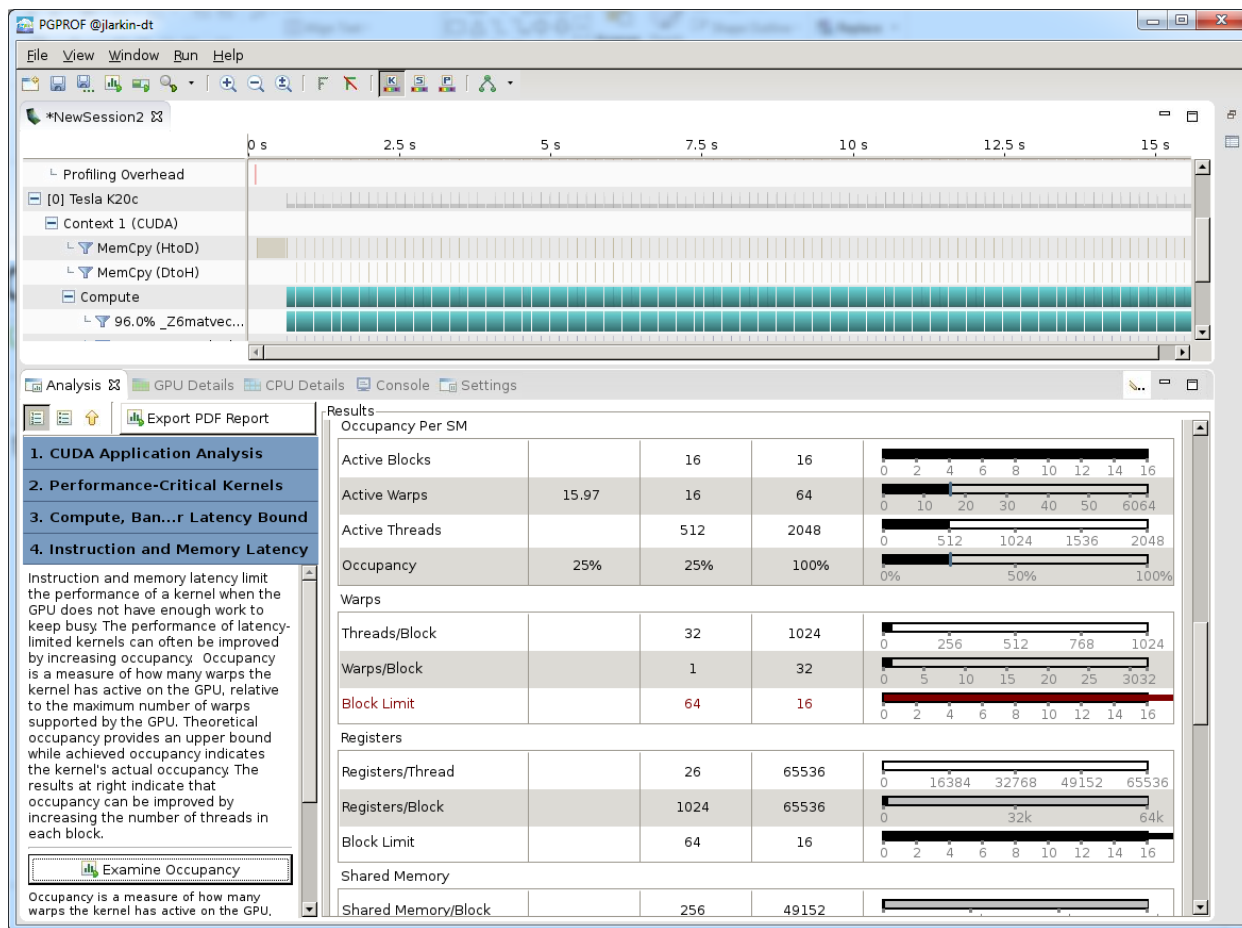 PGPROF @jlarkin-dt
File View Window Run Help
*NewSession2
0 s 2.5 s 5 s 7.5 s 10 s 12.5 s 15 s
Profiling Overhead
[0] Tesla K20c
Context 1 (CUDA)
MemCpy (HtoD)
MemCpy (DtoH)
Compute
96.0% _Z6matvec...
Analysis GPU Details CPU Details Console Settings
Export PDF Report
1. CUDA Application Analysis
2. Performance-Critical Kernels
3. Compute, Ban...r Latency Bound
4. Instruction and Memory Latency
Instruction and memory latency limit
the performance of a kernel when the
GPU does not have enough work to
keep busy. The performance of latency-
limited kernels can often be improved
by increasing occupancy. Occupancy
is a measure of how many warps the
kernel has active on the GPU, relative
to the maximum number of warps
supported by the GPU. Theoretical
occupancy provides an upper bound
while achieved occupancy indicates
the kernel's actual occupancy. The
results at right indicate that
occupancy can be improved by
increasing the number of threads in
each block.
Examine Occupancy
Occupancy is a measure of how many
warps the kernel has active on the GPU,
Results
Occupancy Per SM
Active Blocks 16 16
0 2 4 6 8 10 12 14 16
Active Warps 15.97 16 64
0 10 20 30 40 50 6064
Active Threads 512 2048
0 512 1024 1536 2048
Occupancy 25% 25% 100%
0% 50% 100%
Warps
Threads/Block 32 1024
0 256 512 768 1024
Warps/Block 1 32
0 5 10 15 20 25 3032
Block Limit 64 16
0 2 4 6 8 10 12 14 16
Registers
Registers/Thread 26 65536
0 16384 32768 49152 65536
Registers/Block 1024 65536
0 32k 64k
Block Limit 64 16
0 2 4 6 8 10 12 14 16
Shared Memory
Shared Memory/Block 256 49152